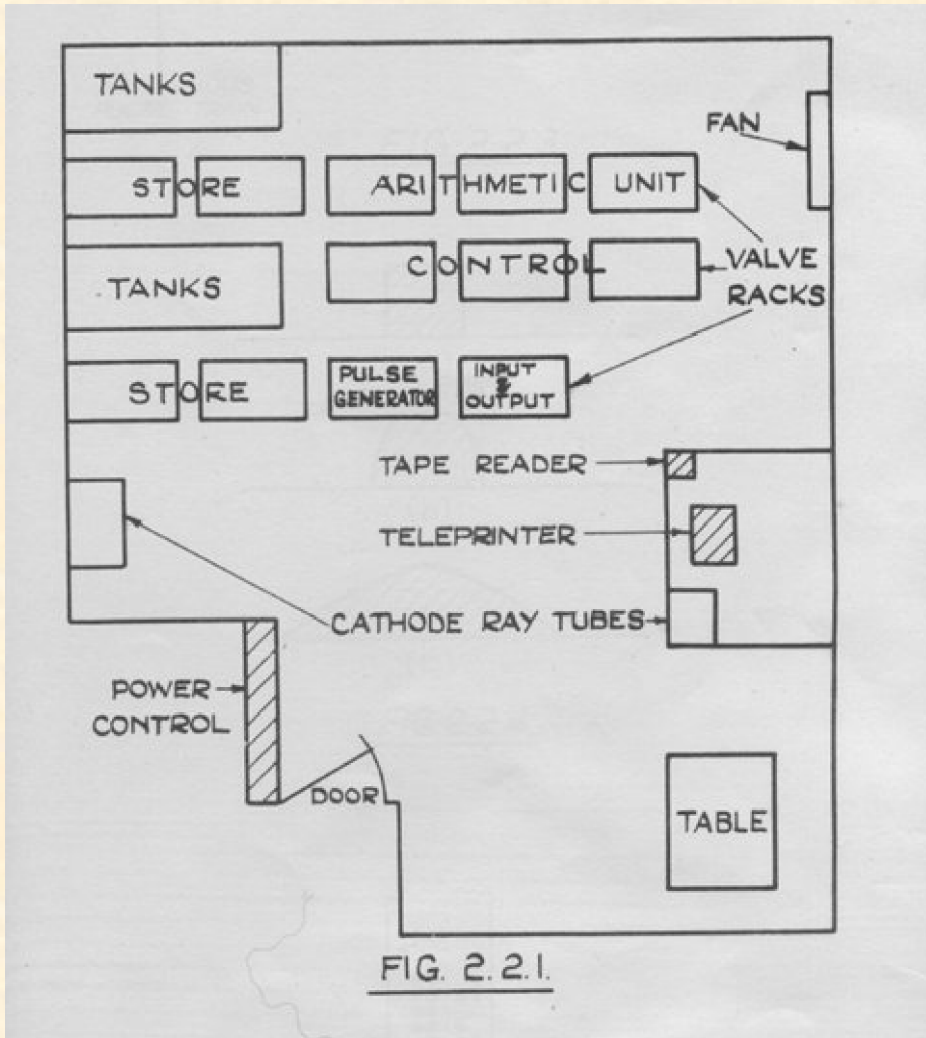 TANKS
FAN
STORE
ARITHMETIC UNIT
CONTROL
VALVE
RACKS
TANKS
STORE
PULSE
GENERATOR
INPUT
&
OUTPUT
TAPE READER
TELEPRINTER
CATHODE RAY TUBES
POWER
CONTROL
DOOR
TABLE
FIG. 2.2.1.